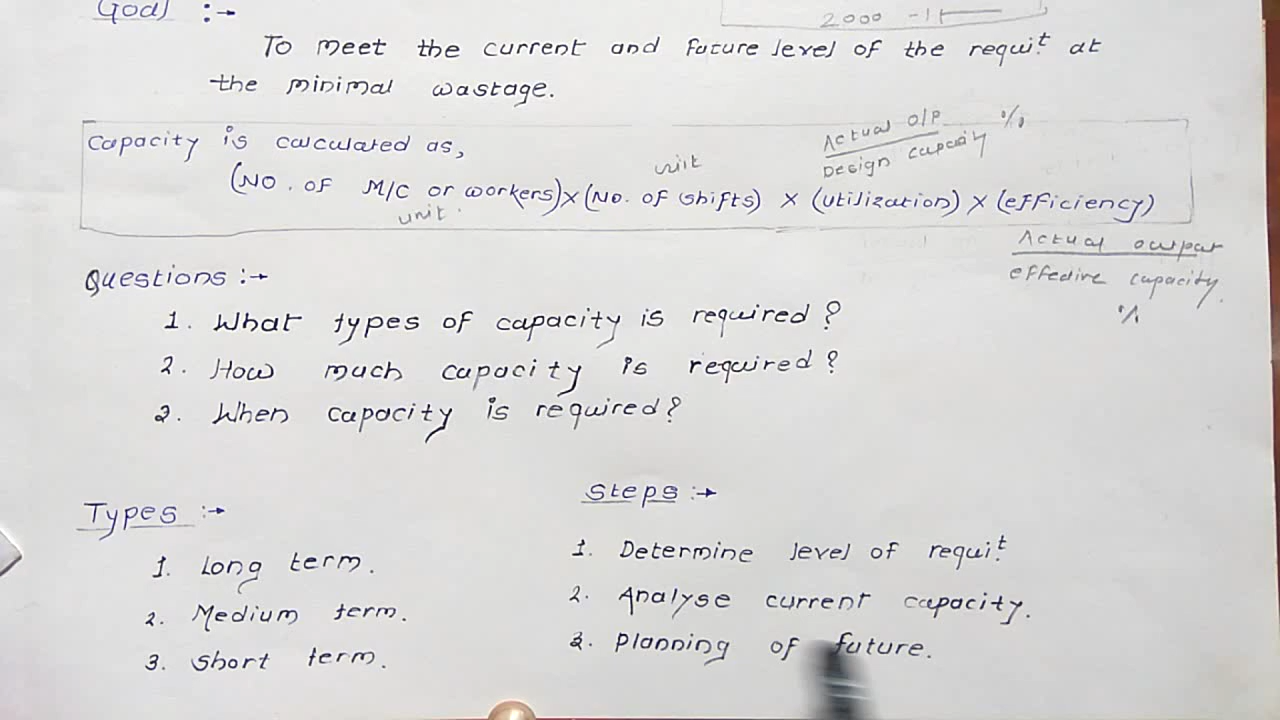 Goal :→
2000 -
To meet the current and future level of the requiᵗ at
the minimal wastage.
Capacity is calculated as,
Actual O/P %
Design capacity
unit
(NO. of M/C or workers) x (No. of shifts) x (utilization) x (efficiency)
unit.
Actual output
effective capacity
%
Questions :→
1. What types of capacity is required?
2. How much capacity is required?
2. When capacity is required?
Types :→
1. Long term.
2. Medium term.
3. Short term.
Steps :→
1. Determine level of requiᵗ
2. Analyse current capacity.
3. Planning of future.